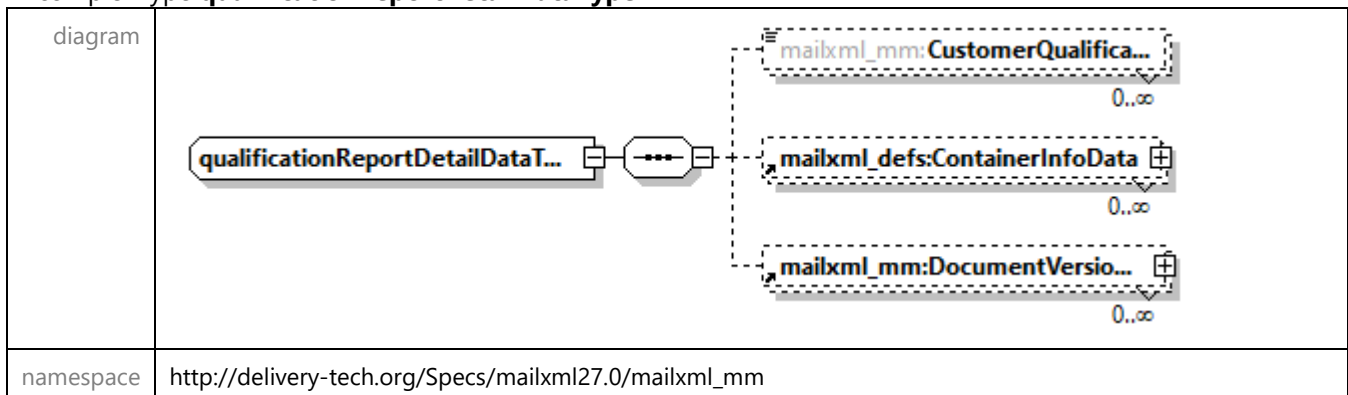 diagram
mailxml_mm:CustomerQualifica...
0..∞
qualificationReportDetailDataT...
mailxml_defs:ContainerInfoData
0..∞
mailxml_mm:DocumentVersio...
0..∞
namespace http://delivery-tech.org/Specs/mailxml27.0/mailxml_mm